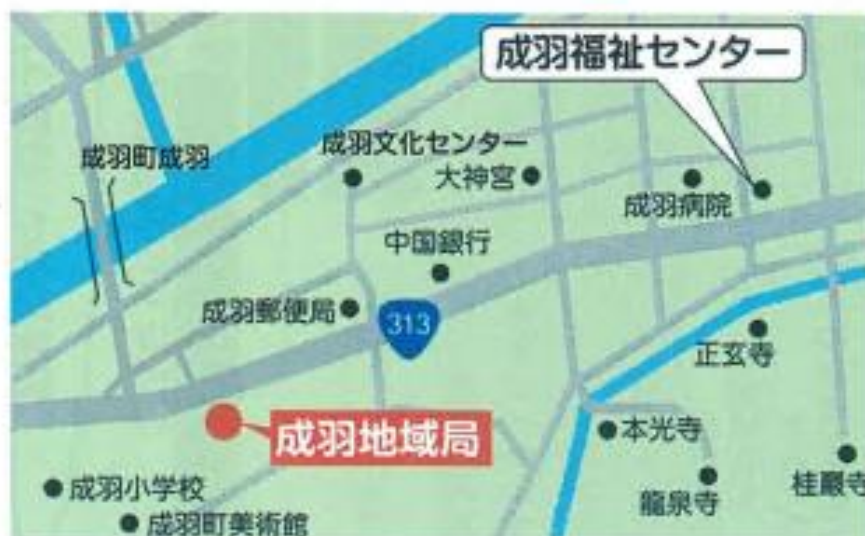 成羽福祉センター
成羽町成羽
成羽文化センター
大神宮
成羽病院
中国銀行
成羽郵便局
313
正玄寺
成羽地域局
本光寺
成羽小学校
龍泉寺
桂巌寺
成羽町美術館